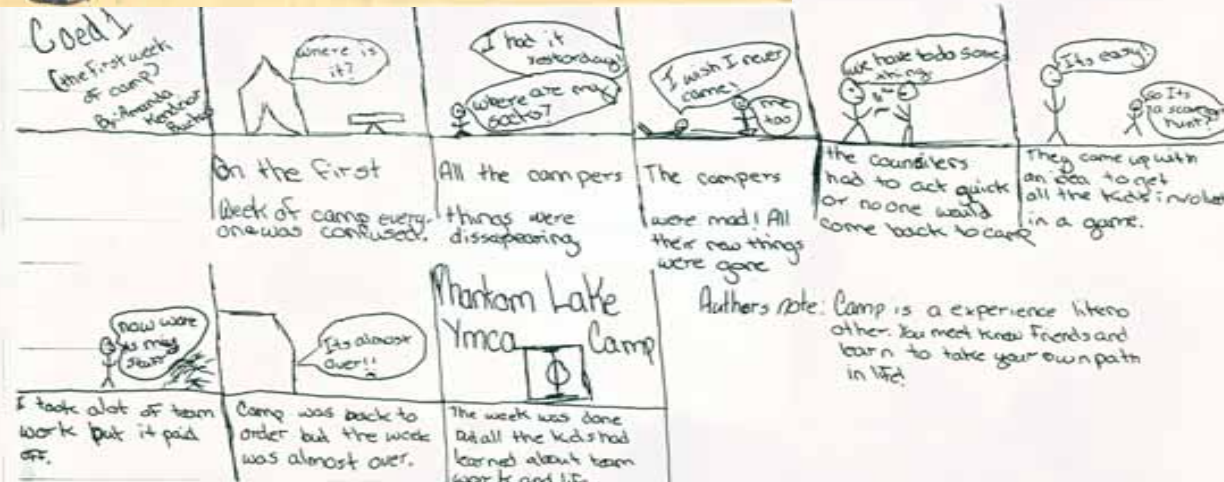 Coed 1
(the First week
of camp)
By: Amanda
where is
it?
On the First
Week of camp every-
one was confused.
I had it
yesterday!
where are my
socks?
All the campers
things were
dissapearing
I wish I never
came!
me
too
The campers
were mad! All
their new things
were gone
we have to do some
thing.
the counsilers
had to act quick
or no one would
come back to camp
Its easy!
So Its
a scavenger
hunt?
They came up with
an idea to get
all the kids involved
in a game.
now ware
is my
stuff
I took alot of team
work but it paid
off.
Its almost
over!!
Camp was back to
order but the week
was almost over.
Phantom Lake
Ymca Camp
The week was done
but all the kids had
learned about team
work and life
Authors note: Camp is a experience like no
other. You meet knew Friends and
learn to take your own path
in life!